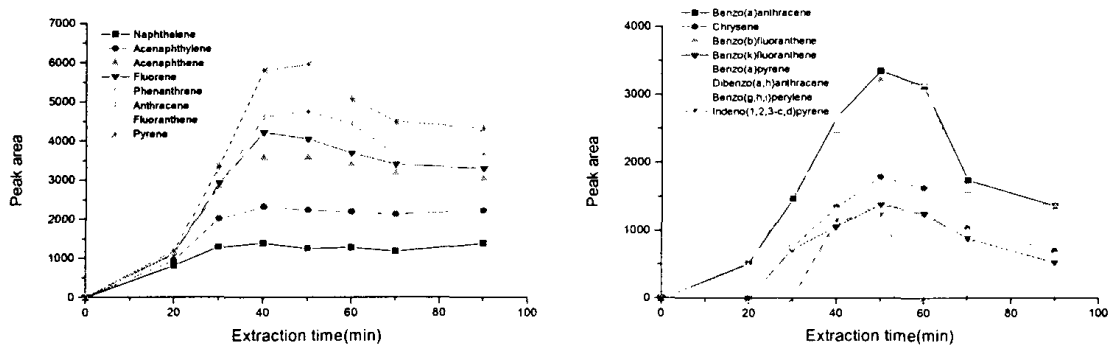 7000
6000
5000
4000
3000
2000
1000
0
Peak area
Naphthelene
Acenaphthylene
Acenaphthene
Fluorene
Phenanthrene
Anthracene
Fluoranthene
Pyrene
0 20 40 60 80 100
Extraction time(min)
4000
3000
2000
1000
0
Peak area
Benzo(a)anthracene
Chrysene
Benzo(b)fluoranthene
Benzo(k)fluoranthene
Benzo(a)pyrene
Dibenzo(a,h)anthracene
Benzo(g,h,i)perylene
Indeno(1,2,3-c,d)pyrene
0 20 40 60 80 100
Extraction time(min)